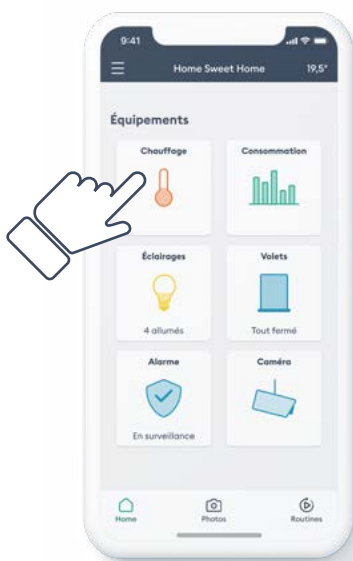 9:41
Home Sweet Home 19,5°
Équipements
Chauffage Consommation
Éclairages Volets
4 allumés Tout fermé
Alarme Caméra
En surveillance
Home Photos Routines